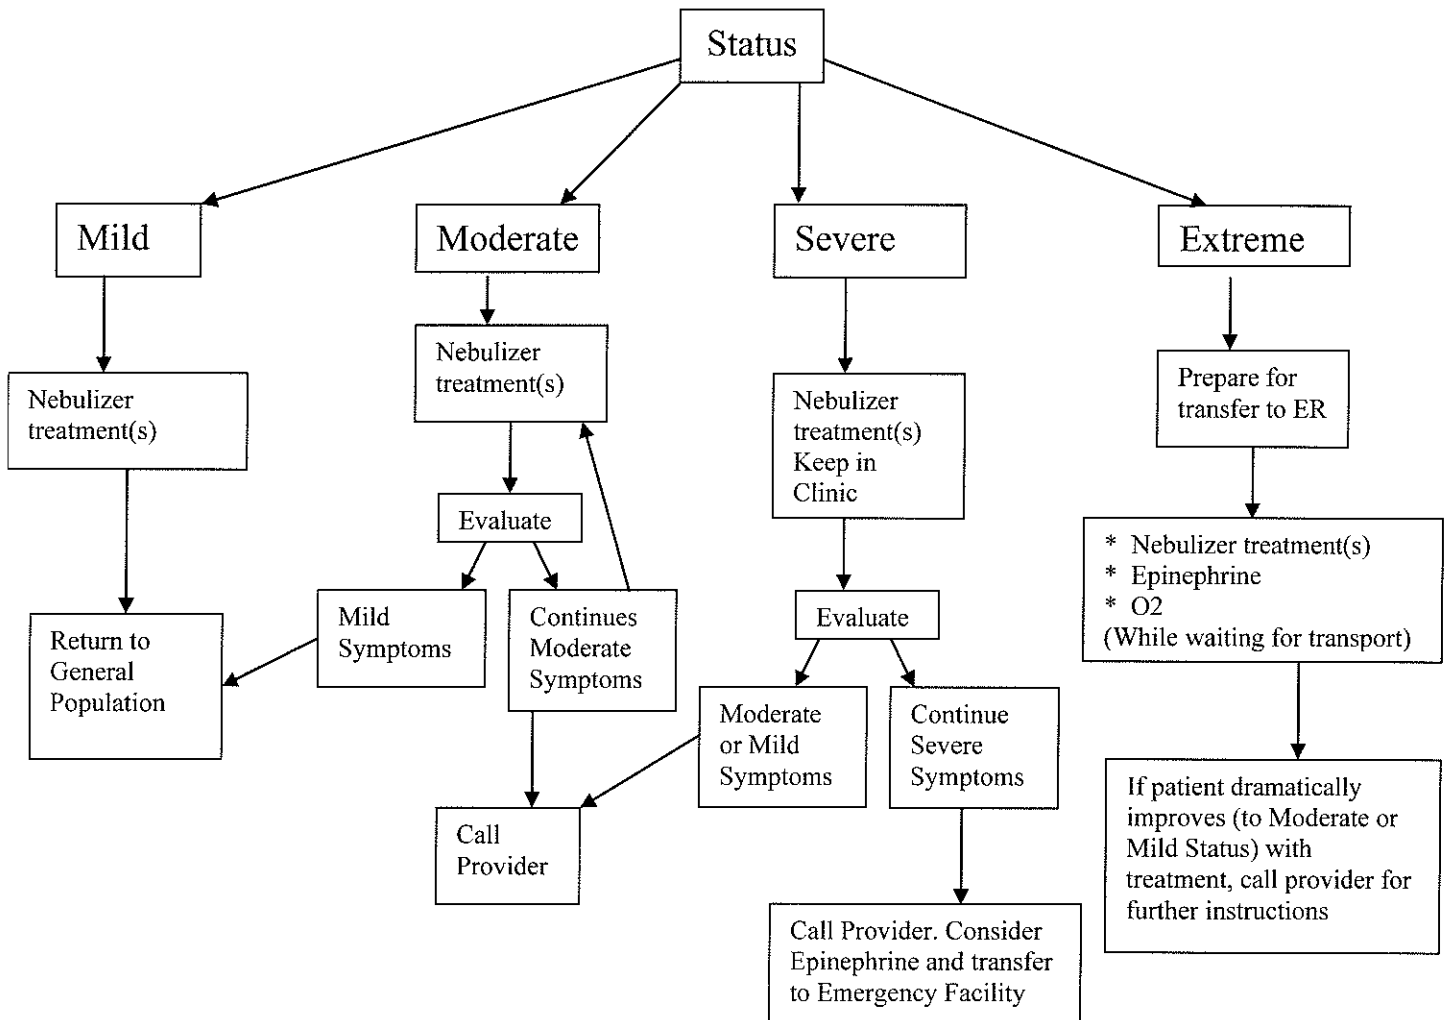 Status
Mild
Moderate
Severe
Extreme
Nebulizer
treatment(s)
Nebulizer
treatment(s)
Nebulizer
treatment(s)
Keep in
Clinic
Prepare for
transfer to ER
Evaluate
* Nebulizer treatment(s)
* Epinephrine
* O2
(While waiting for transport)
Return to
General
Population
Mild
Symptoms
Continues
Moderate
Symptoms
Evaluate
Moderate
or Mild
Symptoms
Continue
Severe
Symptoms
Call
Provider
If patient dramatically
improves (to Moderate or
Mild Status) with
treatment, call provider for
further instructions
Call Provider. Consider
Epinephrine and transfer
to Emergency Facility